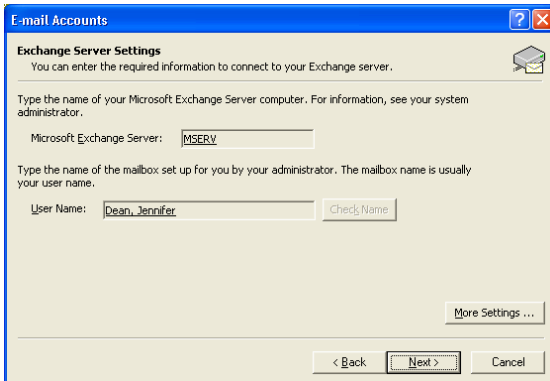 E-mail Accounts
Exchange Server Settings
You can enter the required information to connect to your Exchange server.
Type the name of your Microsoft Exchange Server computer. For information, see your system
administrator.
Microsoft Exchange Server: MSERV
Type the name of the mailbox set up for you by your administrator. The mailbox name is usually
your user name.
User Name: Dean, Jennifer Check Name
More Settings ...
< Back Next > Cancel